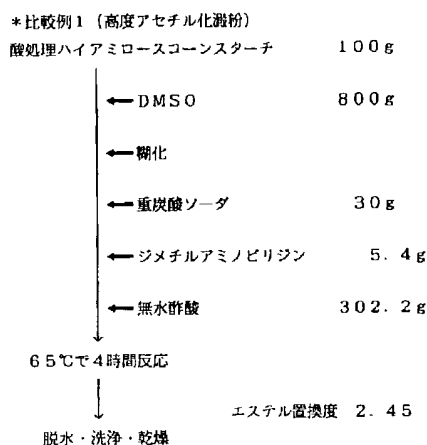 *比較例1（高度アセチル化澱粉）
酸処理ハイアミロースコーンスターチ 100g
DMSO 800g
糊化
重炭酸ソーダ 30g
ジメチルアミノピリジン 5.4g
無水酢酸 302.2g
65℃で4時間反応
エステル置換度 2.45
脱水・洗浄・乾燥